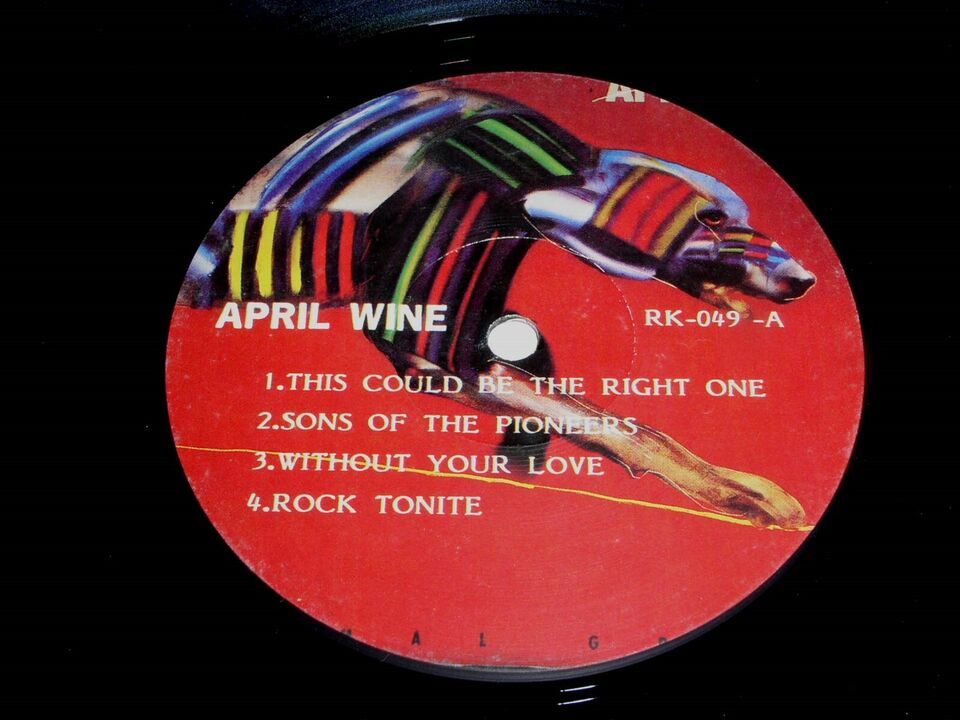 APRIL WINE
RK-049 -A
1.THIS COULD BE THE RIGHT ONE
2.SONS OF THE PIONEERS
3.WITHOUT YOUR LOVE
4.ROCK TONITE